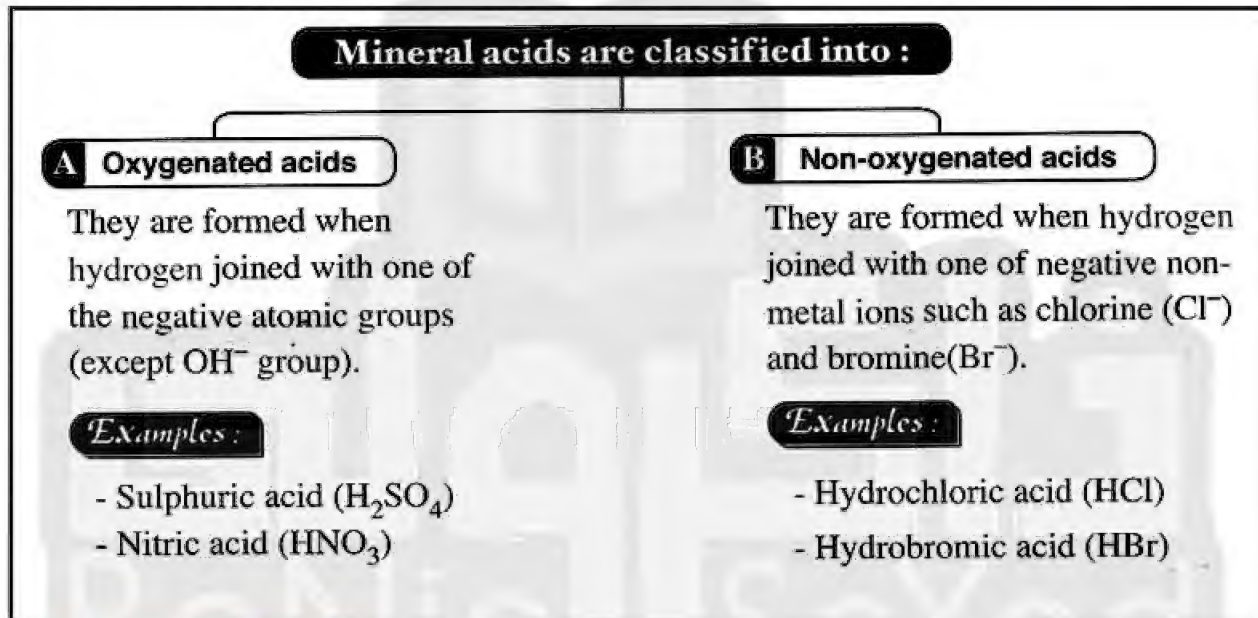 Mineral acids are classified into :
A Oxygenated acids
They are formed when
hydrogen joined with one of
the negative atomic groups
(except OH⁻ group).
Examples :
- Sulphuric acid (H₂SO₄)
- Nitric acid (HNO₃)
B Non-oxygenated acids
They are formed when hydrogen
joined with one of negative non-
metal ions such as chlorine (Cl⁻)
and bromine(Br⁻).
Examples :
- Hydrochloric acid (HCl)
- Hydrobromic acid (HBr)